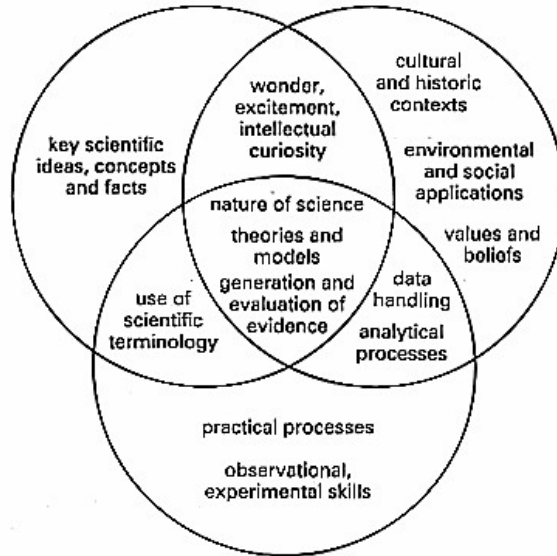 cultural
and historic
contexts
wonder,
excitement,
intellectual
curiosity
key scientific
ideas, concepts
and facts
environmental
and social
applications
values and
beliefs
nature of science
theories and
models
generation and
evaluation of
evidence
data
handling
analytical
processes
use of
scientific
terminology
practical processes
observational,
experimental skills